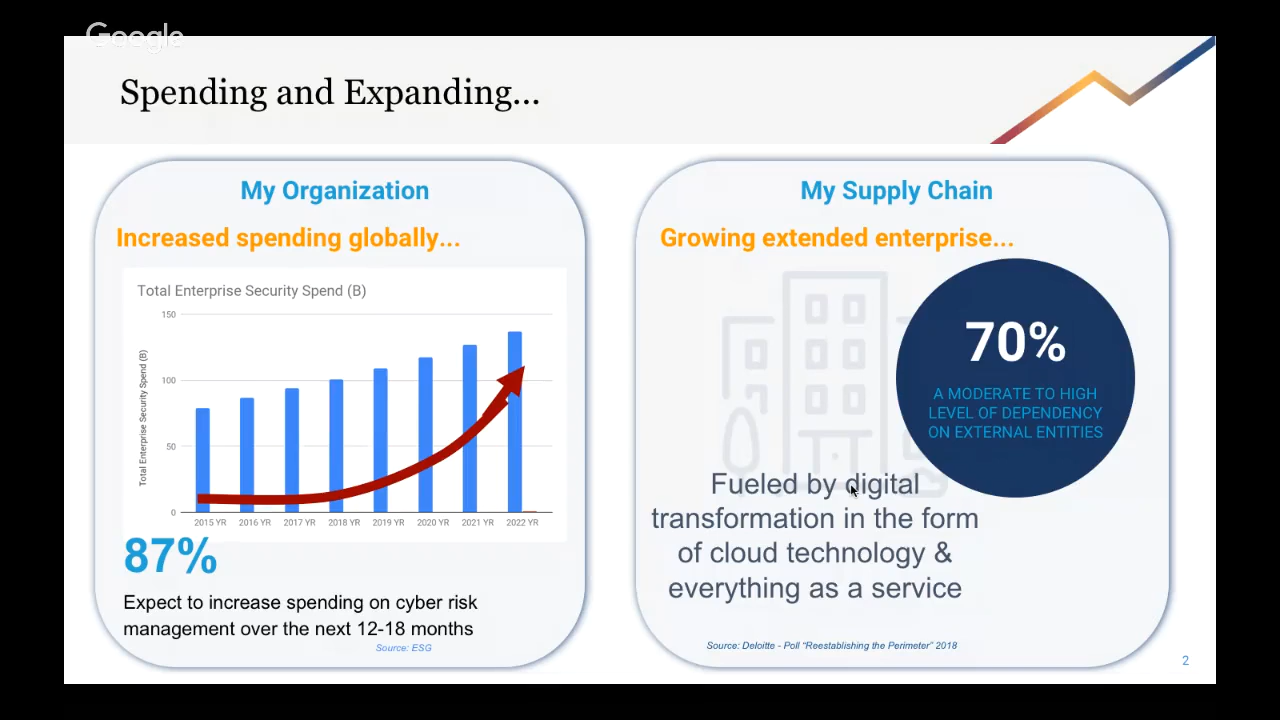 Google
Spending and Expanding...
My Organization
Increased spending globally...
Total Enterprise Security Spend (B)
Total Enterprise Security Spend (B)
150
100
50
0
2015 YR 2016 YR 2017 YR 2018 YR 2019 YR 2020 YR 2021 YR 2022 YR
87%
Expect to increase spending on cyber risk
management over the next 12-18 months
Source: ESG
My Supply Chain
Growing extended enterprise...
70%
A MODERATE TO HIGH
LEVEL OF DEPENDENCY
ON EXTERNAL ENTITIES
Fueled by digital
transformation in the form
of cloud technology &
everything as a service
Source: Deloitte - Poll “Reestablishing the Perimeter” 2018
2